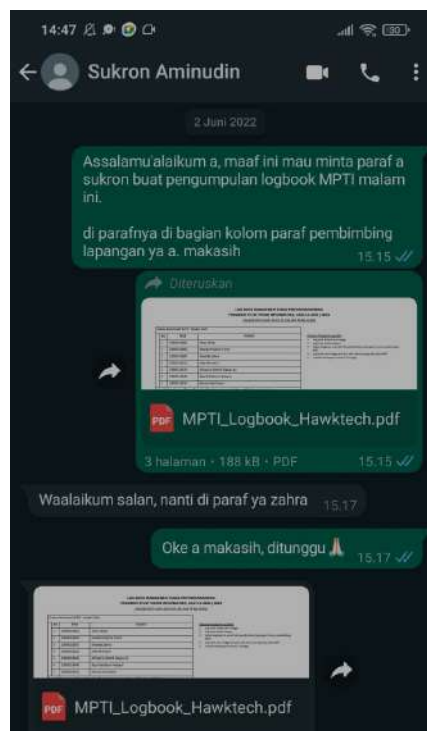 14:47
30
Sukron Aminudin
2 Juni 2022
Assalamu'alaikum a, maaf ini mau minta paraf a
sukron buat pengumpulan logbook MPTI malam
ini.
di parafnya di bagian kolom paraf pembimbing
lapangan ya a. makasih
15.15
Diteruskan
PDF
MPTI_Logbook_Hawktech.pdf
3 halaman • 188 kB • PDF
15.15
Waalaikum salan, nanti di paraf ya zahra
15.17
Oke a makasih, ditunggu🙏🏻
15.17
PDF
MPTI_Logbook_Hawktech.pdf